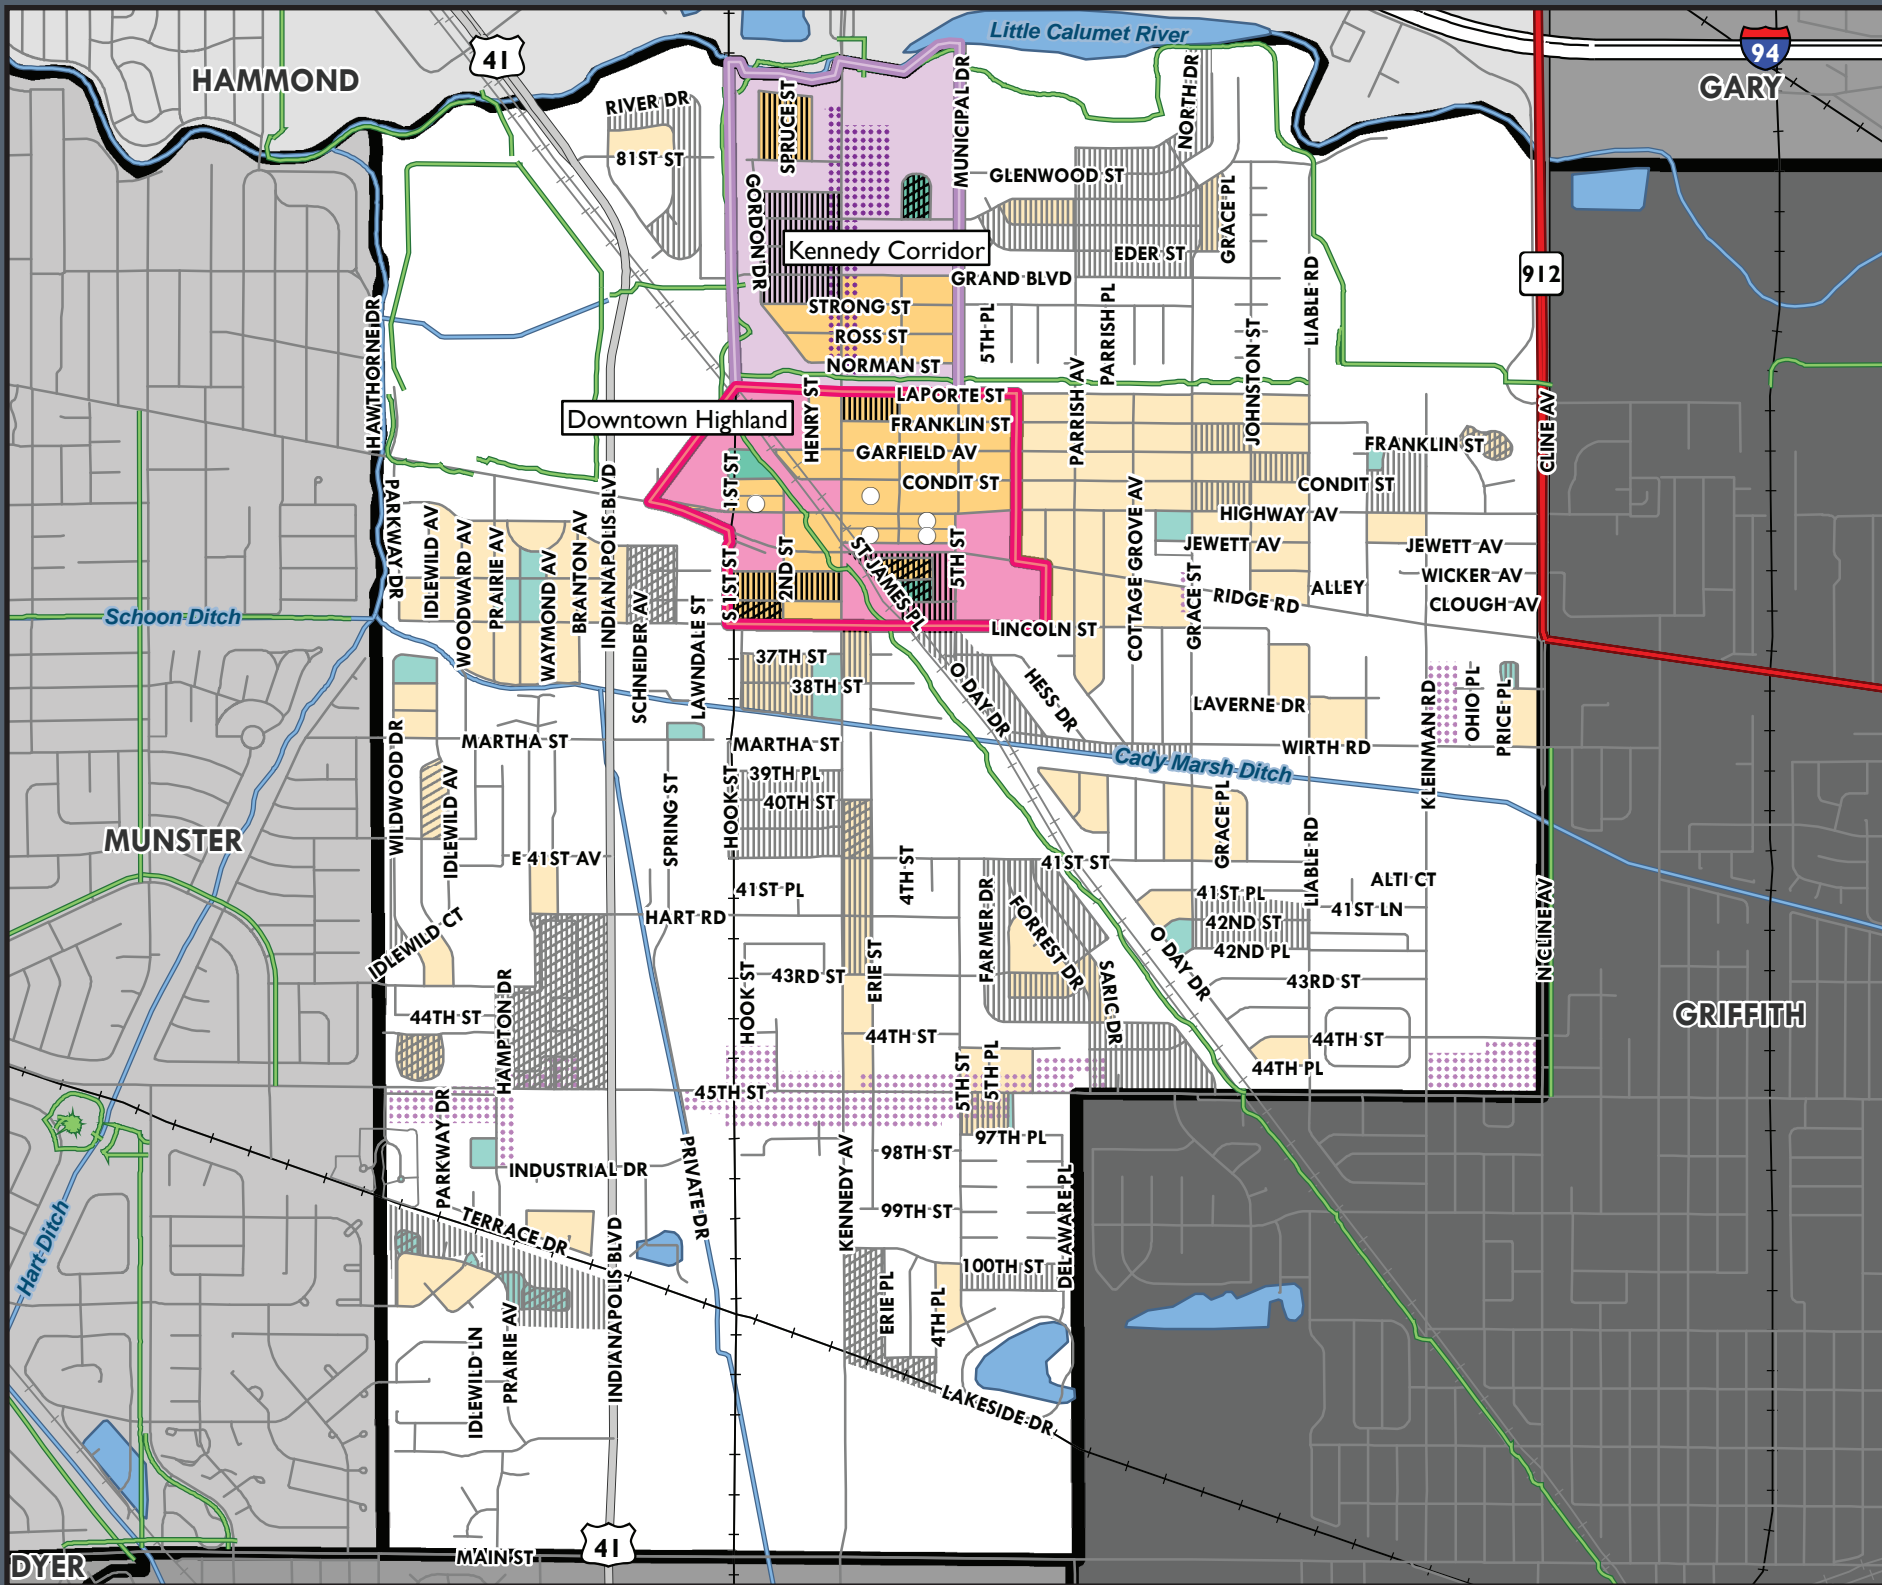 Little Calumet River
41
94
HAMMOND
GARY
RIVER DR
SPRUCE ST
MUNICIPAL DR
NORTH DR
81ST ST
GLENWOOD ST
GORDON DR
GRACE PL
Kennedy Corridor
EDER ST
912
GRAND BLVD
LIABLE RD
HAWTHORNE DR
STRONG ST
5TH PL
PARRISH PL
ROSS ST
JOHNSTON ST
NORMAN ST
PARRISH AV
LAPORTE ST
HENRY ST
Downtown Highland
FRANKLIN ST
CLINE AV
FRANKLIN ST
GARFIELD AV
1ST ST
CONDIT ST
CONDIT ST
PARKWAY DR
INDIANAPOLIS BLVD
IDLEWILD AV
WOODWARD AV
PRAIRIE AV
WAYMOND AV
BRANTON AV
COTTAGE GROVE AV
HIGHWAY AV
JEWETT AV
JEWETT AV
2ND ST
ST JAMES PL
5TH ST
WICKER AV
ALLEY
S 1ST ST
GRACE ST
RIDGE RD
CLOUGH AV
Schoon Ditch
SCHNEIDER AV
LAWNDALE ST
LINCOLN ST
37TH ST
38TH ST
O DAY DR
HESS DR
LAVERNE DR
KLEINMAN RD
OHIO PL
PRICE PL
WILDWOOD DR
MARTHA ST
MARTHA ST
WIRTH RD
Cady Marsh Ditch
39TH PL
40TH ST
IDLEWILD AV
SPRING ST
HOOK ST
GRACE PL
LIABLE RD
MUNSTER
E 41ST AV
4TH ST
41ST ST
41ST PL
FARMER DR
41ST PL
ALTI CT
41ST LN
N CLINE AV
HART RD
FORREST DR
42ND ST
42ND PL
O DAY DR
IDLEWILD CT
ERIE ST
43RD ST
43RD ST
HAMPTON DR
HOOK ST
SARIC DR
44TH ST
44TH ST
44TH ST
GRIFFITH
5TH ST
5TH PL
44TH PL
45TH ST
PARKWAY DR
PRIVATE DR
97TH PL
KENNEDY AV
98TH ST
INDUSTRIAL DR
DELAWARE PL
99TH ST
Hart Ditch
TERRACE DR
INDIANAPOLIS BLVD
100TH ST
ERIE PL
4TH PL
IDLEWILD LN
PRAIRIE AV
LAKESIDE DR
41
MAIN ST
DYER